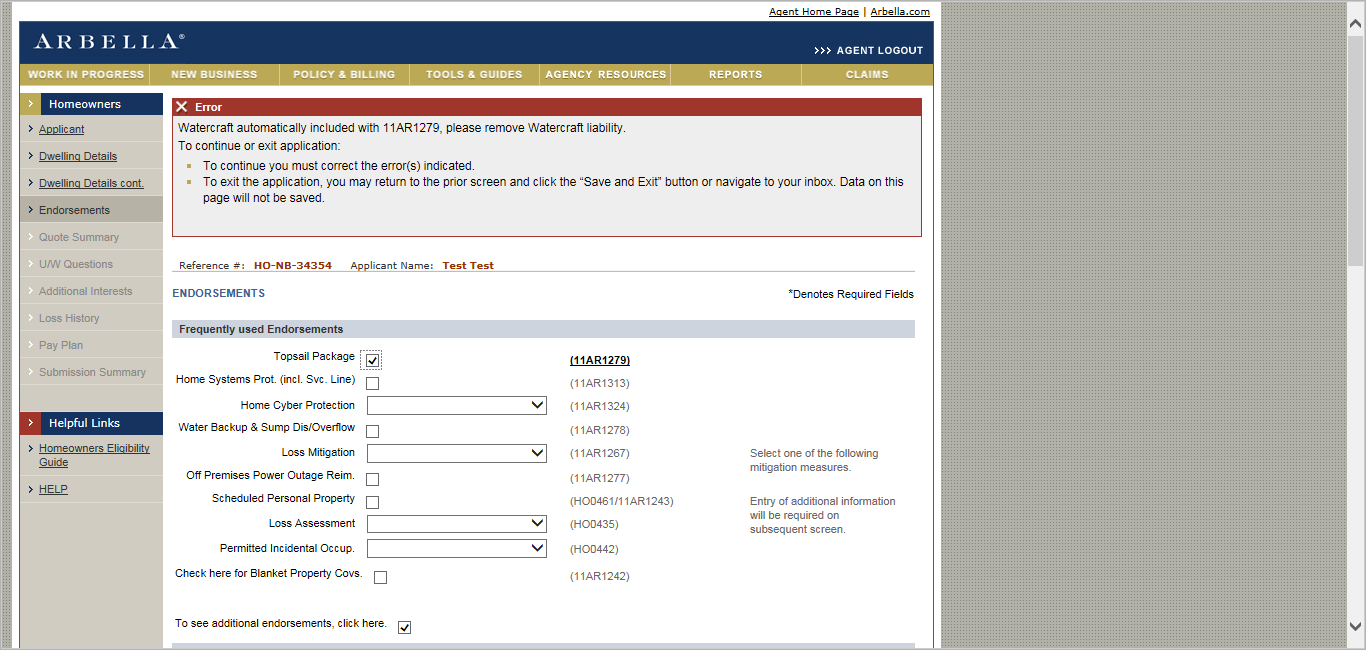 Agent Home Page | Arbella.com
ARBELLA®
>>> AGENT LOGOUT
WORK IN PROGRESS NEW BUSINESS POLICY & BILLING TOOLS & GUIDES AGENCY RESOURCES REPORTS CLAIMS
Homeowners
Applicant
Dwelling Details
Dwelling Details cont.
Endorsements
Quote Summary
U/W Questions
Additional Interests
Loss History
Pay Plan
Submission Summary
Helpful Links
Homeowners Eligibility
Guide
HELP
Error
Watercraft automatically included with 11AR1279, please remove Watercraft liability.
To continue or exit application:
To continue you must correct the error(s) indicated.
To exit the application, you may return to the prior screen and click the “Save and Exit” button or navigate to your inbox. Data on this
page will not be saved.
Reference #: HO-NB-34354 Applicant Name: Test Test
ENDORSEMENTS *Denotes Required Fields
Frequently used Endorsements
Topsail Package (11AR1279)
Home Systems Prot. (incl. Svc. Line) (11AR1313)
Home Cyber Protection (11AR1324)
Water Backup & Sump Dis/Overflow (11AR1278)
Loss Mitigation (11AR1267) Select one of the following
mitigation measures.
Off Premises Power Outage Reim. (11AR1277)
Scheduled Personal Property (HO0461/11AR1243) Entry of additional information
will be required on
subsequent screen.
Loss Assessment (HO0435)
Permitted Incidental Occup. (HO0442)
Check here for Blanket Property Covs. (11AR1242)
To see additional endorsements, click here.